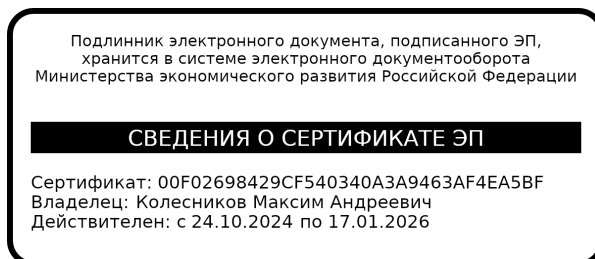 Подлинник электронного документа, подписанного ЭП,
хранится в системе электронного документооборота
Министерства экономического развития Российской Федерации
СВЕДЕНИЯ О СЕРТИФИКАТЕ ЭП
Сертификат: 00F02698429CF540340A3A9463AF4EA5BF
Владелец: Колесников Максим Андреевич
Действителен: с 24.10.2024 по 17.01.2026